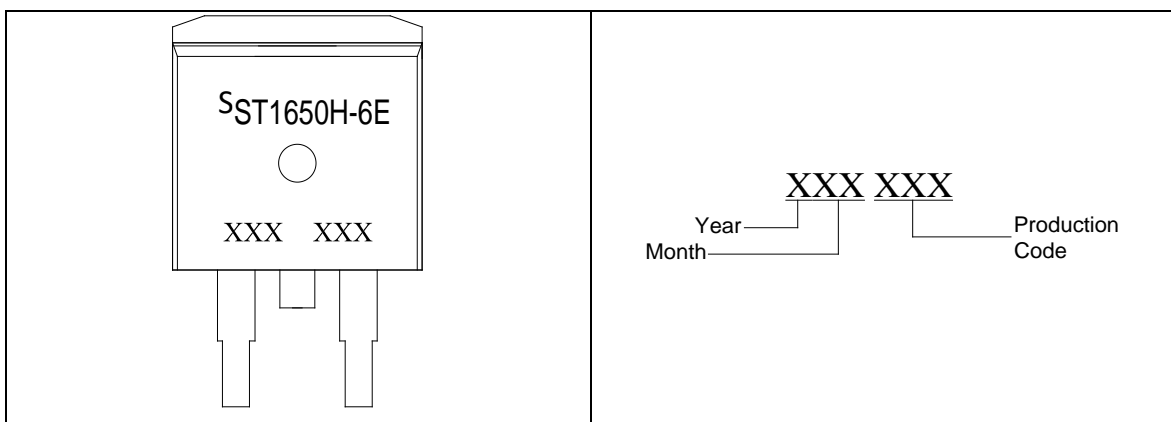 SST1650H-6E
XXX XXX
XXX XXX
Year
Month
Production
Code